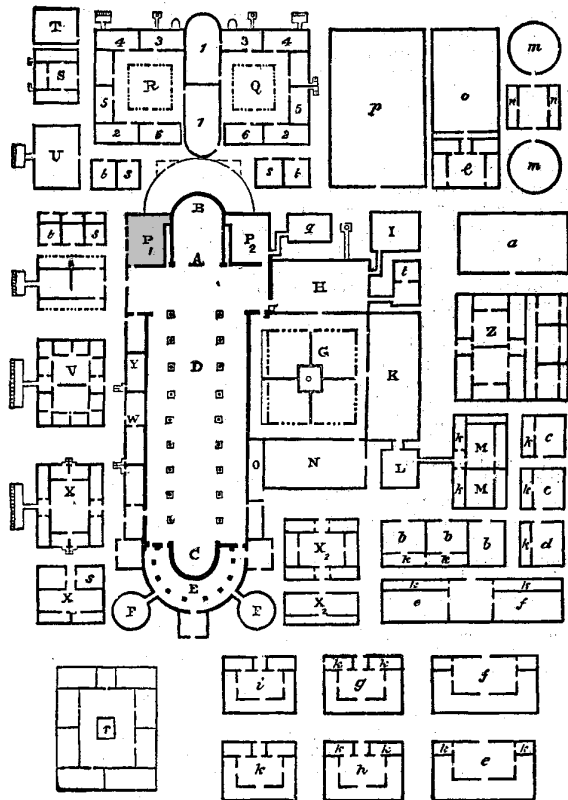 T 4 3 1 3 4 m
S R Q n n
5 5 p o
U 2 6 1 6 2 e m
t s s t
B
P1 P2 q I a
t s A t
H
G Z
D K
V Y
W k M c
N L
X O k M k c
C X2 b b b k d
E k k
S k k
X F F X2 e f
i k g k f
r
k k h k k e k